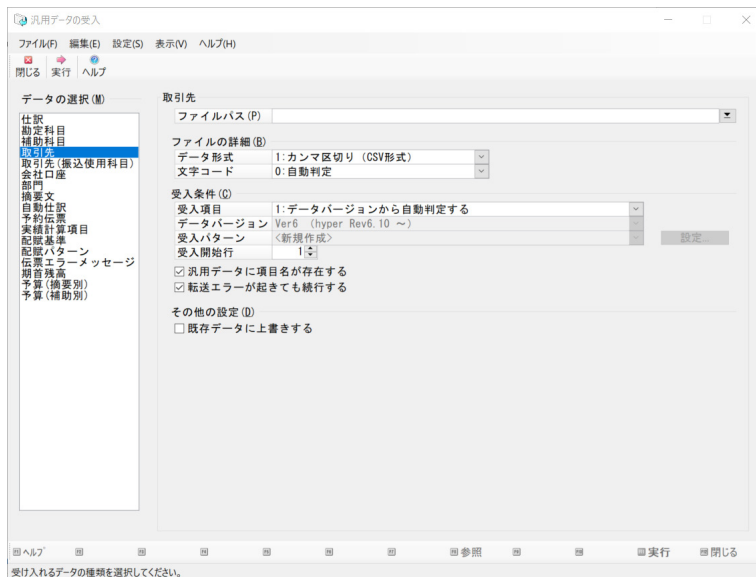 汎用データの受入
ファイル(F) 編集(E) 設定(S) 表示(V) ヘルプ(H)
閉じる 実行 ヘルプ
データの選択(M)
仕訳
勘定科目
補助科目
取引先
取引先(振込使用科目)
会社口座
部門
摘要文
自動仕訳
予約伝票
実績計算項目
配賦基準
配賦パターン
伝票エラーメッセージ
期首残高
予算(摘要別)
予算(補助別)
取引先
ファイルパス(P)
ファイルの詳細(B)
データ形式 1:カンマ区切り (CSV形式)
文字コード 0:自動判定
受入条件(C)
受入項目 1:データバージョンから自動判定する
データバージョン Ver6 (hyper Rev6.10 ～)
受入パターン <新規作成> 設定...
受入開始行 1
汎用データに項目名が存在する
転送エラーが起きても続行する
その他の設定(D)
既存データに上書きする
ヘルプ 参照 実行 閉じる
受け入れるデータの種類を選択してください。